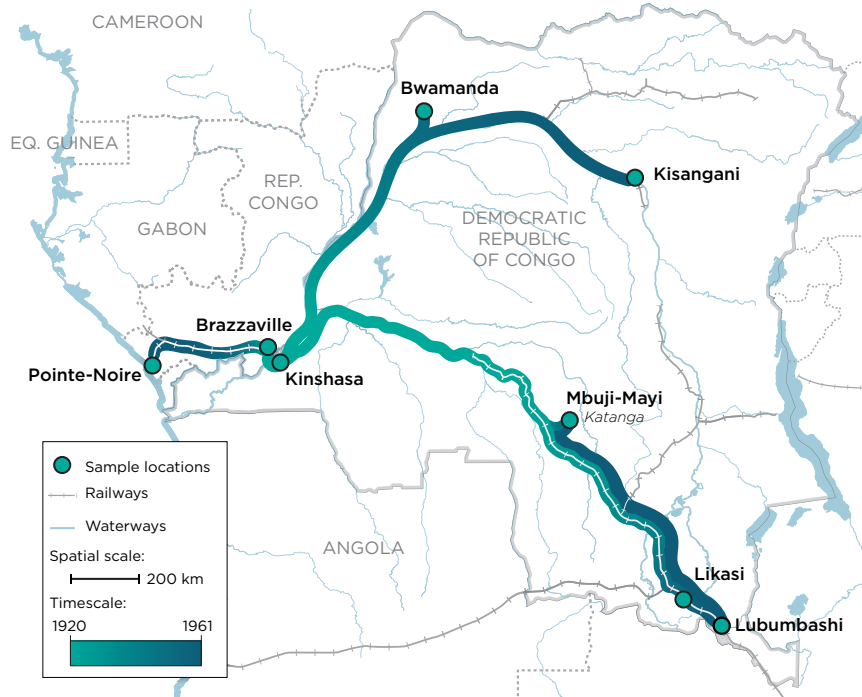 CAMEROON
Bwamanda
EQ. GUINEA
Kisangani
REP.
CONGO
GABON
DEMOCRATIC
REPUBLIC
OF CONGO
Brazzaville
Pointe-Noire
Kinshasa
Mbuji-Mayi
Katanga
Sample locations
Railways
Waterways
Spatial scale:
200 km
Timescale:
1920 1961
ANGOLA
Likasi
Lubumbashi